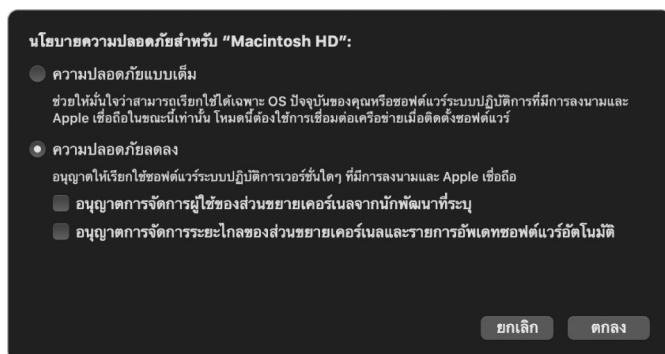 นโยบายความปลอดภัยสำหรับ “Macintosh HD”:
ความปลอดภัยแบบเต็ม
ช่วยให้มั่นใจว่าสามารถเรียกใช้ได้เฉพาะ OS ปัจจุบันของคุณหรือซอฟต์แวร์ระบบปฏิบัติการที่มีการลงนามและ
Apple เชื่อถือในขณะนี้เท่านั้น โหมดนี้ต้องใช้การเชื่อมต่อเครือข่ายเมื่อติดตั้งซอฟต์แวร์
ความปลอดภัยลดลง
อนุญาตให้เรียกใช้ซอฟต์แวร์ระบบปฏิบัติการเวอร์ชั่นใดๆ ที่มีการลงนามและ Apple เชื่อถือ
อนุญาตการจัดการผู้ใช้ของส่วนขยายเคอร์เนลจากนักพัฒนาที่ระบุ
อนุญาตการจัดการระยะไกลของส่วนขยายเคอร์เนลและรายการอัพเดทซอฟต์แวร์อัตโนมัติ
ยกเลิก
ตกลง